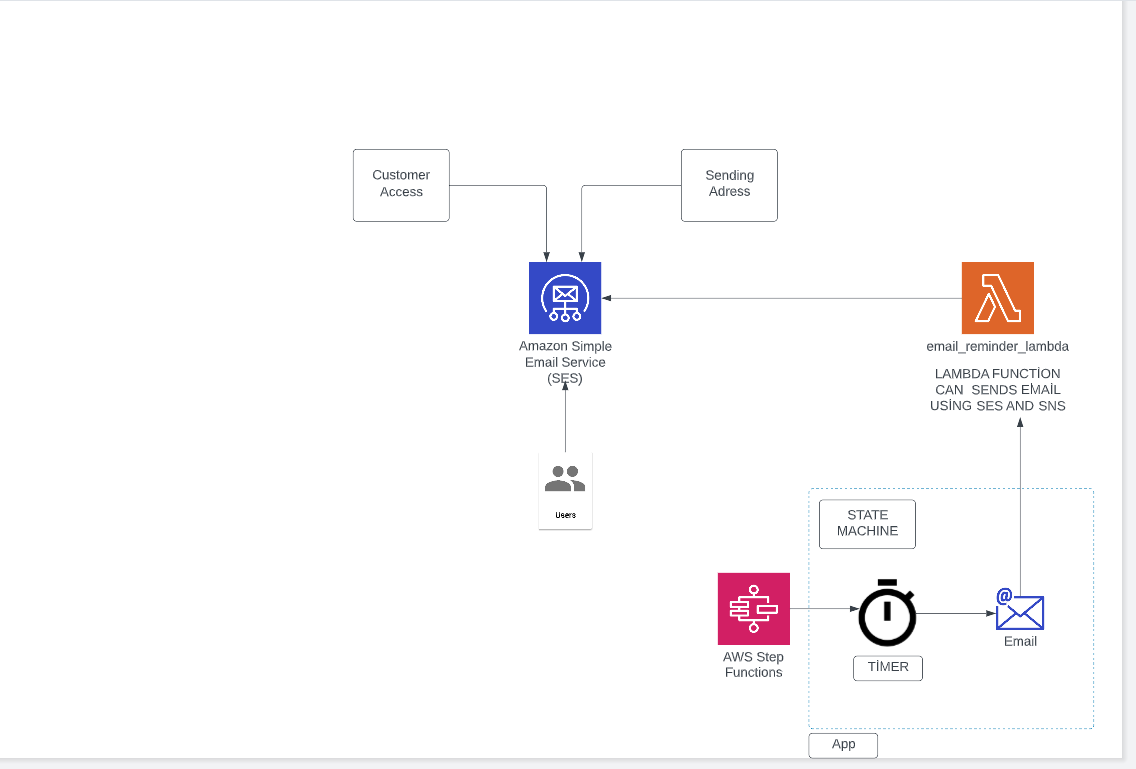 Customer
Access
Sending
Adress
Amazon Simple
Email Service
(SES)
email_reminder_lambda
LAMBDA FUNCTİON
CAN SENDS EMAİL
USİNG SES AND SNS
Users
STATE
MACHINE
AWS Step
Functions
TİMER
@
Email
App